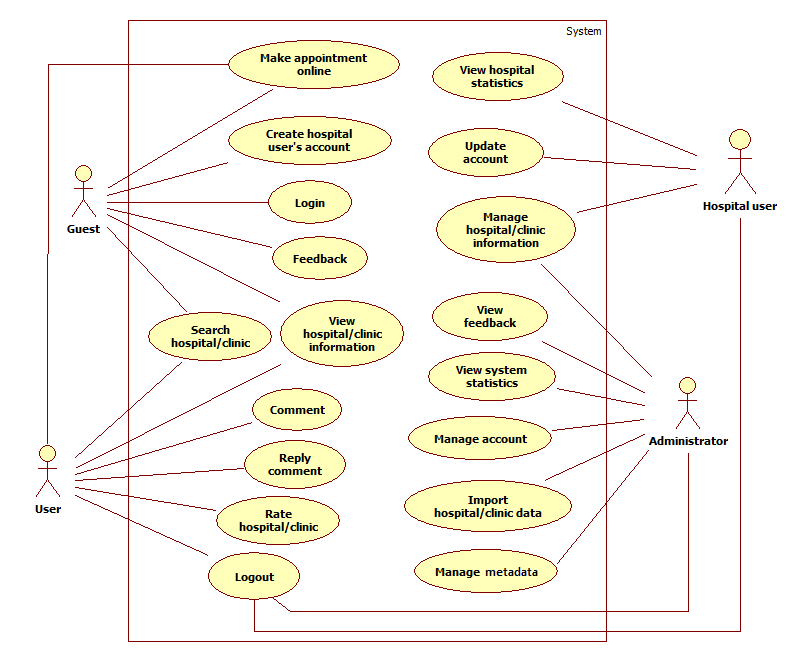 System
Make appointment
online
View hospital
statistics
Create hospital
user's account
Update
account
Hospital user
Guest
Login
Manage
hospital/clinic
information
Feedback
Search
hospital/clinic
View
hospital/clinic
information
View
feedback
View system
statistics
Comment
Manage account
Administrator
Reply
comment
User
Rate
hospital/clinic
Import
hospital/clinic data
Logout
Manage metadata